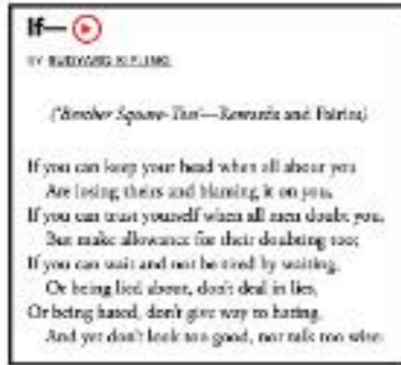 If—
BY RUDYARD KIPLING
('Brother Square-Toes'—Rewards and Fairies)
If you can keep your head when all about you
Are losing theirs and blaming it on you,
If you can trust yourself when all men doubt you,
But make allowance for their doubting too;
If you can wait and not be tired by waiting,
Or being lied about, don't deal in lies,
Or being hated, don't give way to hating,
And yet don't look too good, nor talk too wise: